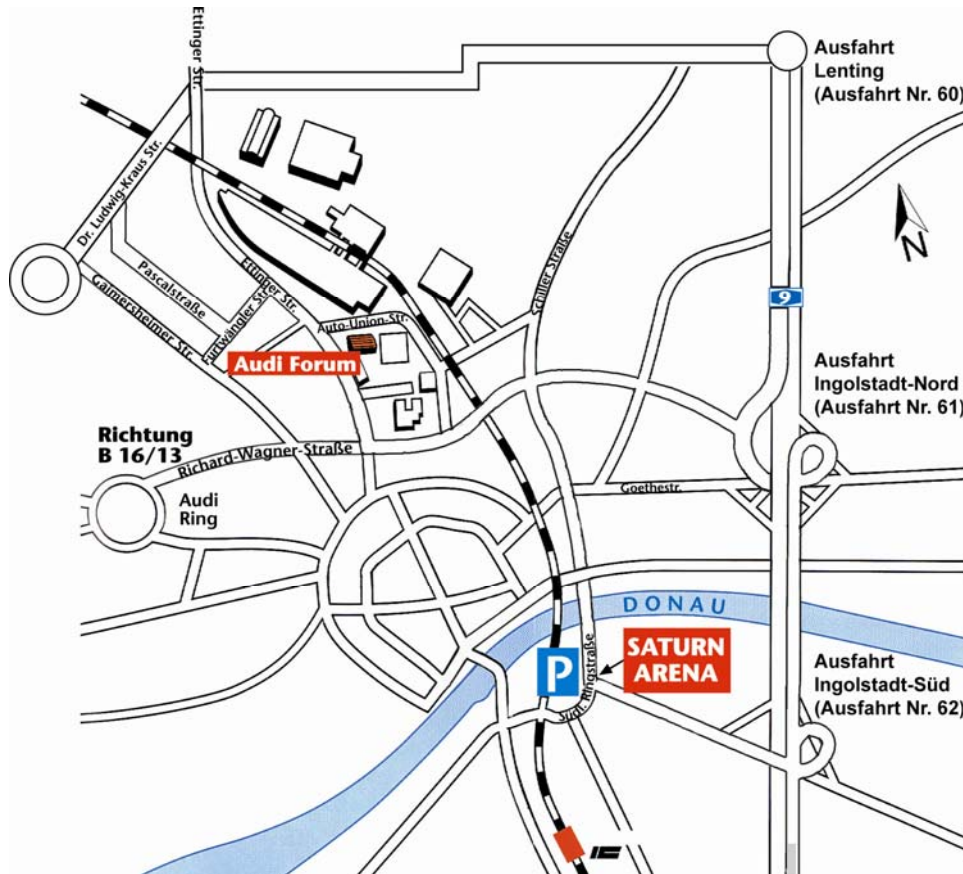 Ettinger Str.
Ausfahrt
Lenting
(Ausfahrt Nr. 60)
Dr. Ludwig-Kraus Str.
N
Pascalstraße
Ettinger Str.
Schiller Straße
Gaimersheimer Str.
Furtwängler Str.
9
Auto-Union-Str.
Audi Forum
Ausfahrt
Ingolstadt-Nord
(Ausfahrt Nr. 61)
Richtung
B 16/13
Richard-Wagner-Straße
Audi
Ring
Goethestr.
DONAU
P
SATURN
ARENA
Südl. Ringstraße
Ausfahrt
Ingolstadt-Süd
(Ausfahrt Nr. 62)
IC